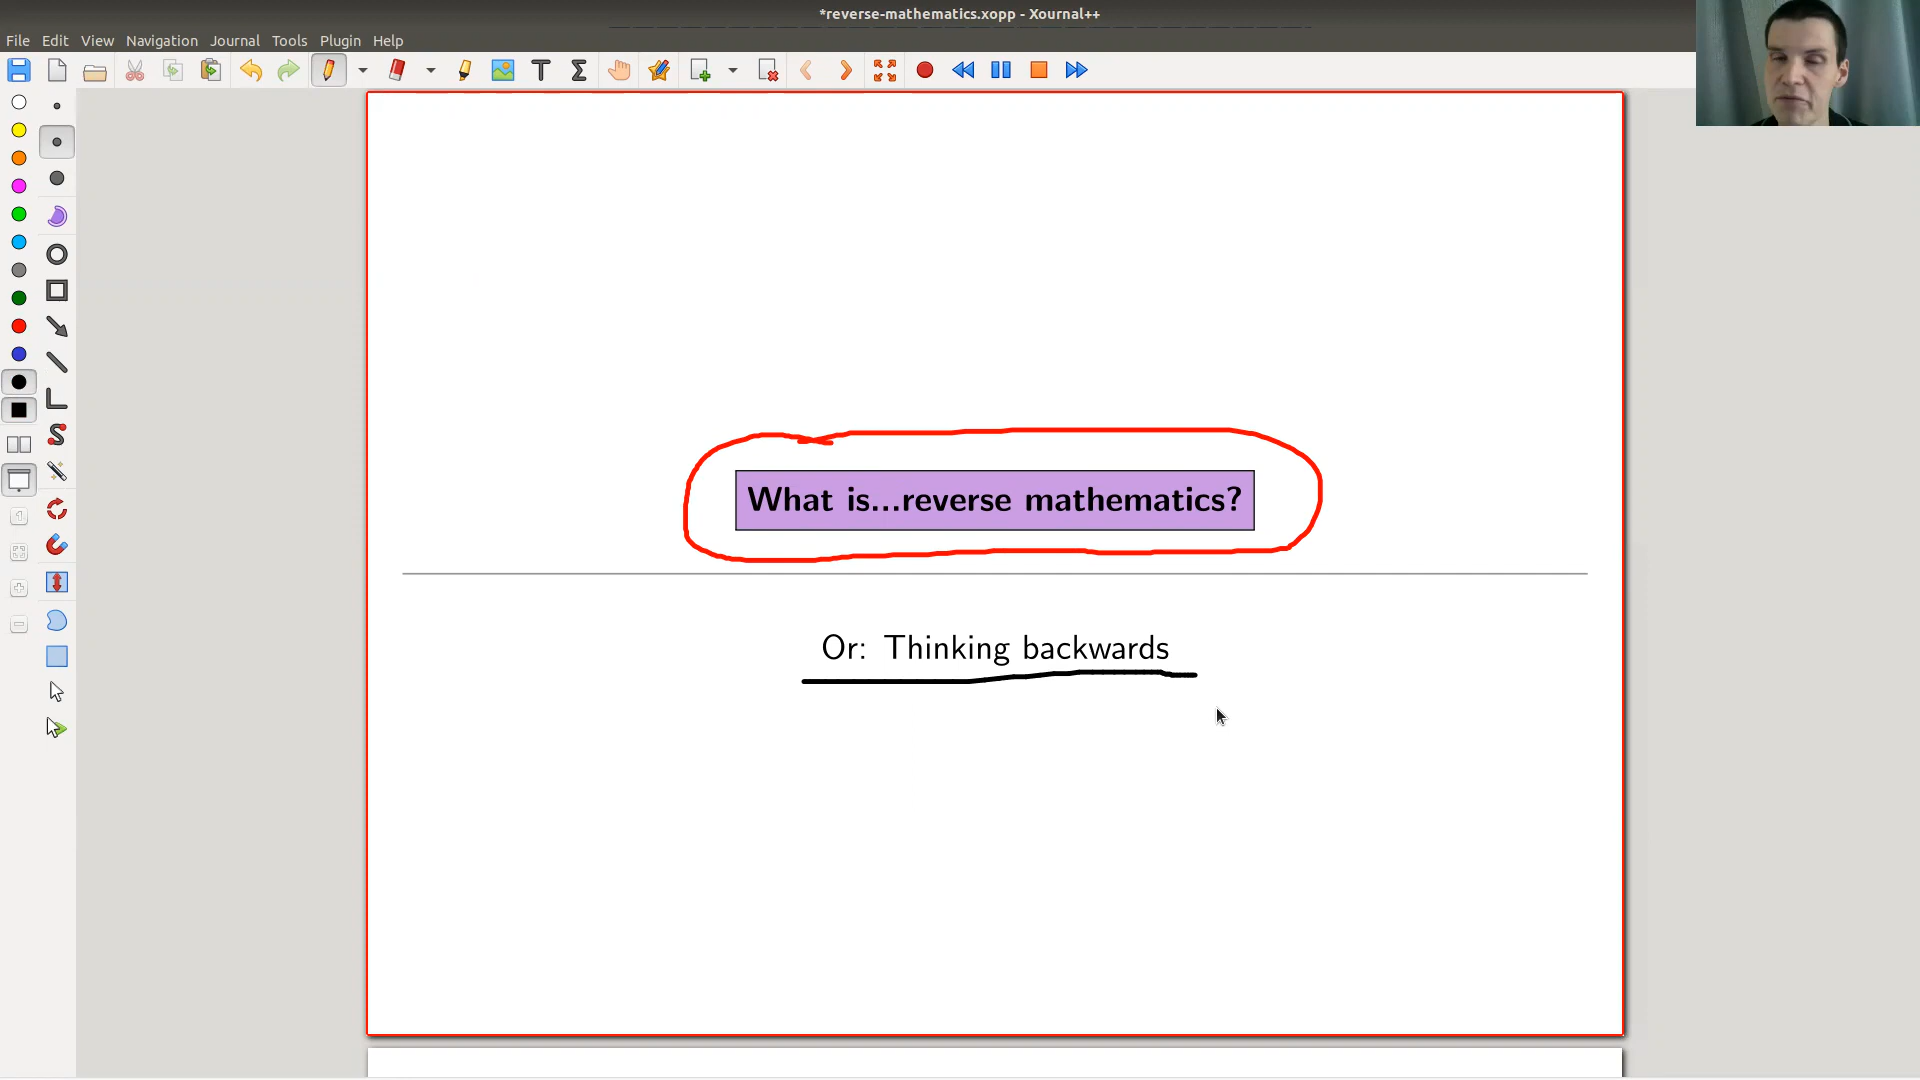 *reverse-mathematics.xopp - Xournal++
File Edit View Navigation Journal Tools Plugin Help
What is...reverse mathematics?
Or: Thinking backwards